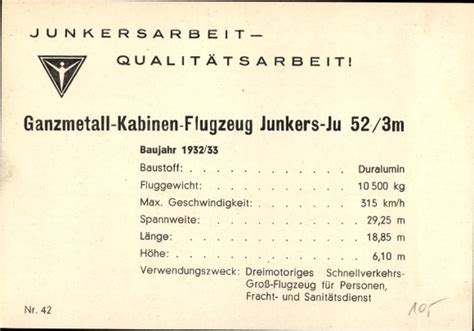 JUNKERSARBEIT –
QUALITÄTSARBEIT!
Ganzmetall-Kabinen-Flugzeug Junkers-Ju 52/3m
Baujahr 1932/33
Baustoff: . . . . . . . . . . . . Duralumin
Fluggewicht: . . . . . . . . . . . 10 500 kg
Max. Geschwindigkeit: . . . . . . . 315 km/h
Spannweite: . . . . . . . . . . . 29,25 m
Länge: . . . . . . . . . . . . . 18,85 m
Höhe: . . . . . . . . . . . . . 6,10 m
Verwendungszweck: Dreimotoriges Schnellverkehrs-
Groß-Flugzeug für Personen,
Fracht- und Sanitätsdienst
Nr. 42